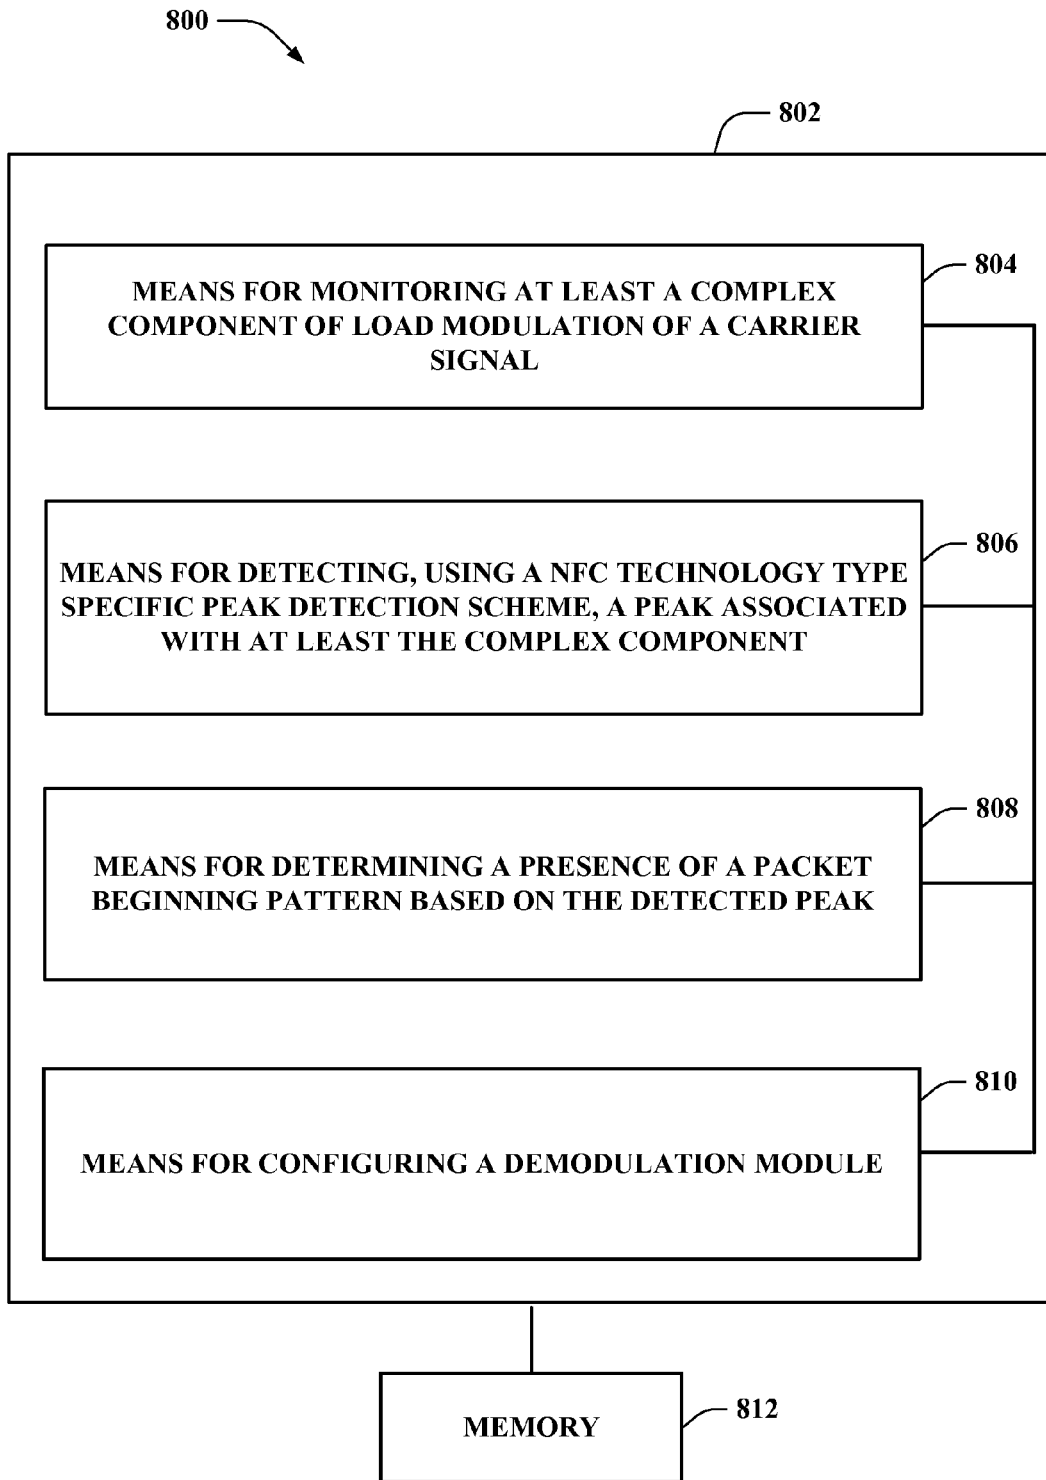 800
802
804
MEANS FOR MONITORING AT LEAST A COMPLEX
COMPONENT OF LOAD MODULATION OF A CARRIER
SIGNAL
806
MEANS FOR DETECTING, USING A NFC TECHNOLOGY TYPE
SPECIFIC PEAK DETECTION SCHEME, A PEAK ASSOCIATED
WITH AT LEAST THE COMPLEX COMPONENT
808
MEANS FOR DETERMINING A PRESENCE OF A PACKET
BEGINNING PATTERN BASED ON THE DETECTED PEAK
810
MEANS FOR CONFIGURING A DEMODULATION MODULE
812
MEMORY